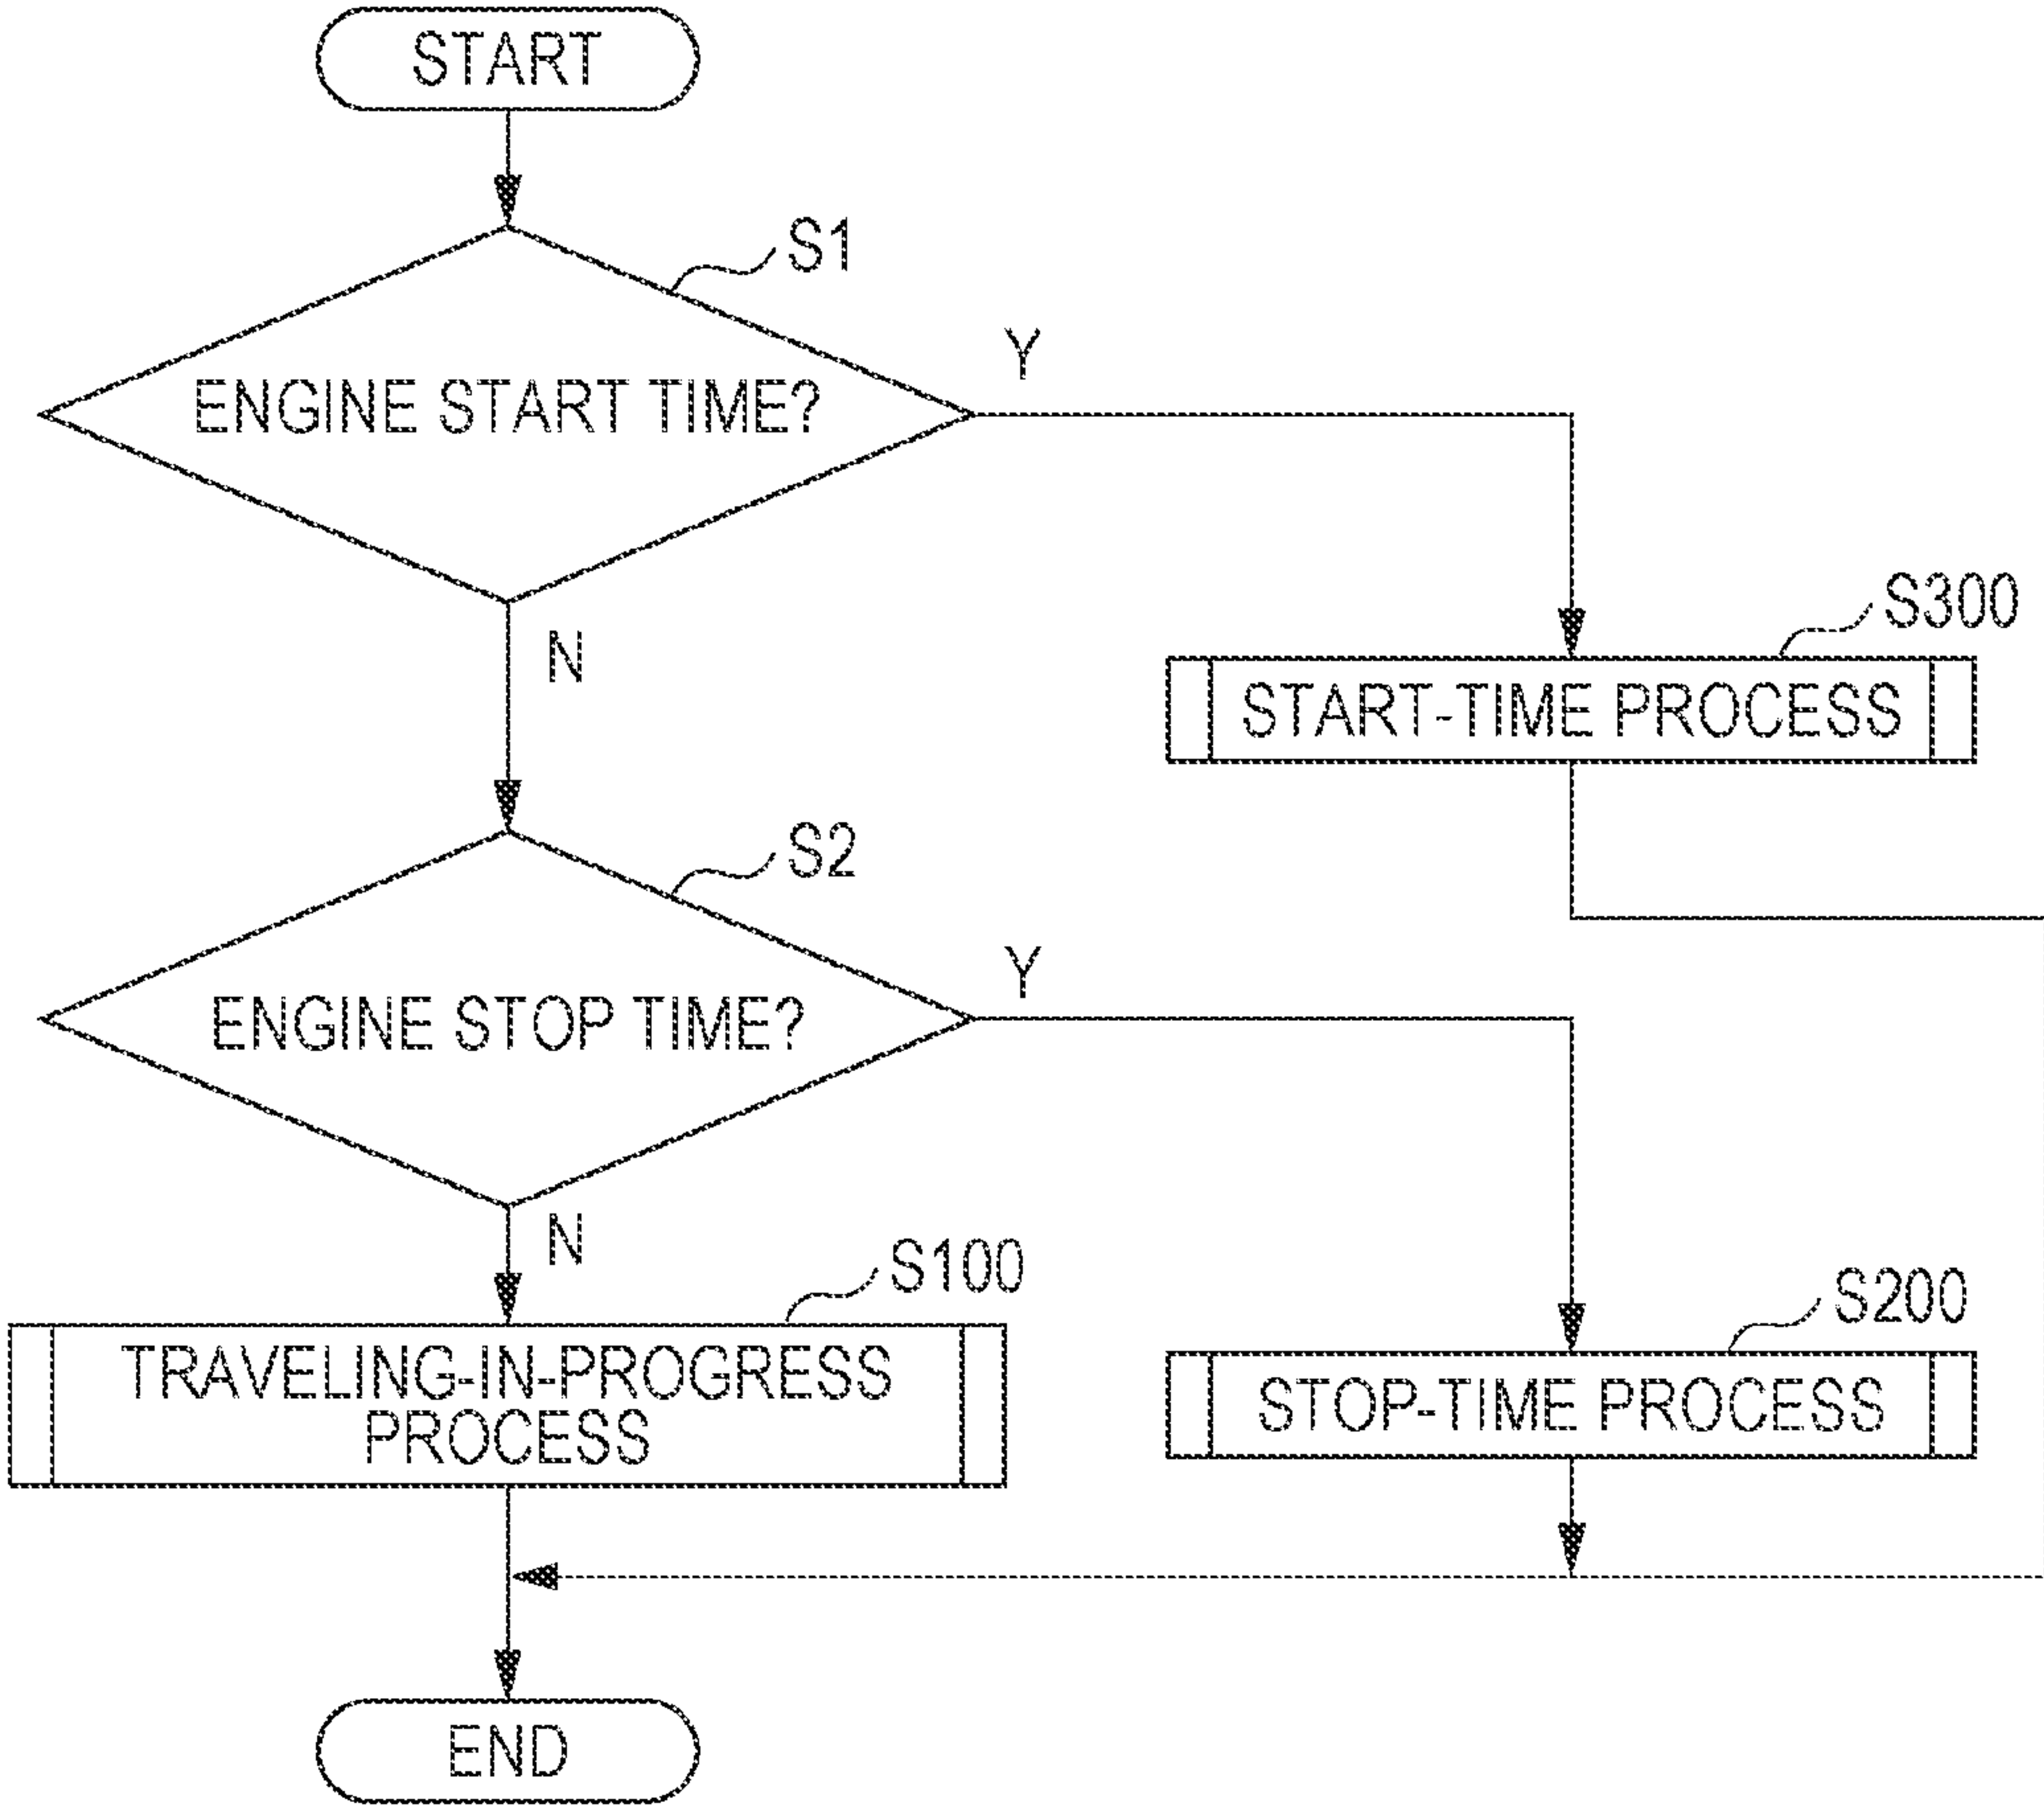 START
S1
Y
ENGINE START TIME?
S300
N
START-TIME PROCESS
S2
Y
ENGINE STOP TIME?
N
S100
S200
TRAVELING-IN-PROGRESS
PROCESS
STOP-TIME PROCESS
END